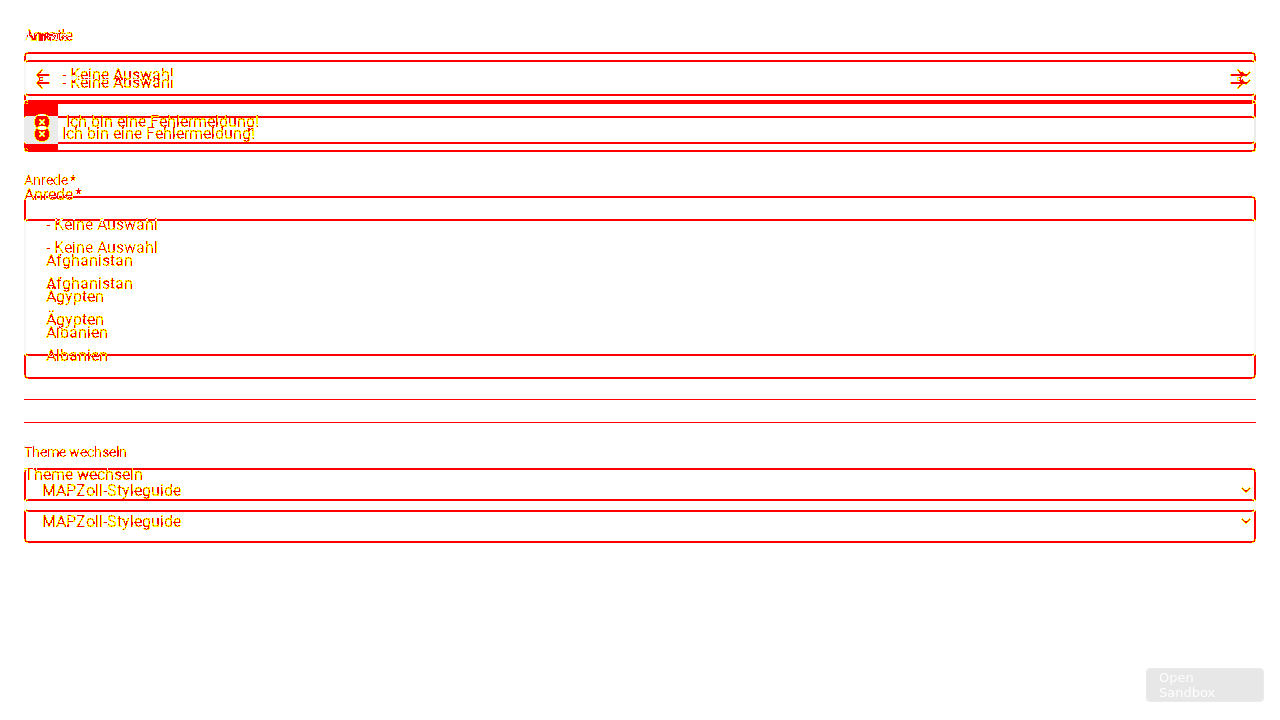 Anrede
- Keine Auswahl
- Keine Auswahl
Ich bin eine Fehlermeldung!
Ich bin eine Fehlermeldung!
Anrede*
Anrede*
- Keine Auswahl
- Keine Auswahl
Afghanistan
Afghanistan
Ägypten
Ägypten
Albanien
Albanien
Theme wechseln
Theme wechseln
MAPZoll-Styleguide
MAPZoll-Styleguide
Open
Sandbox